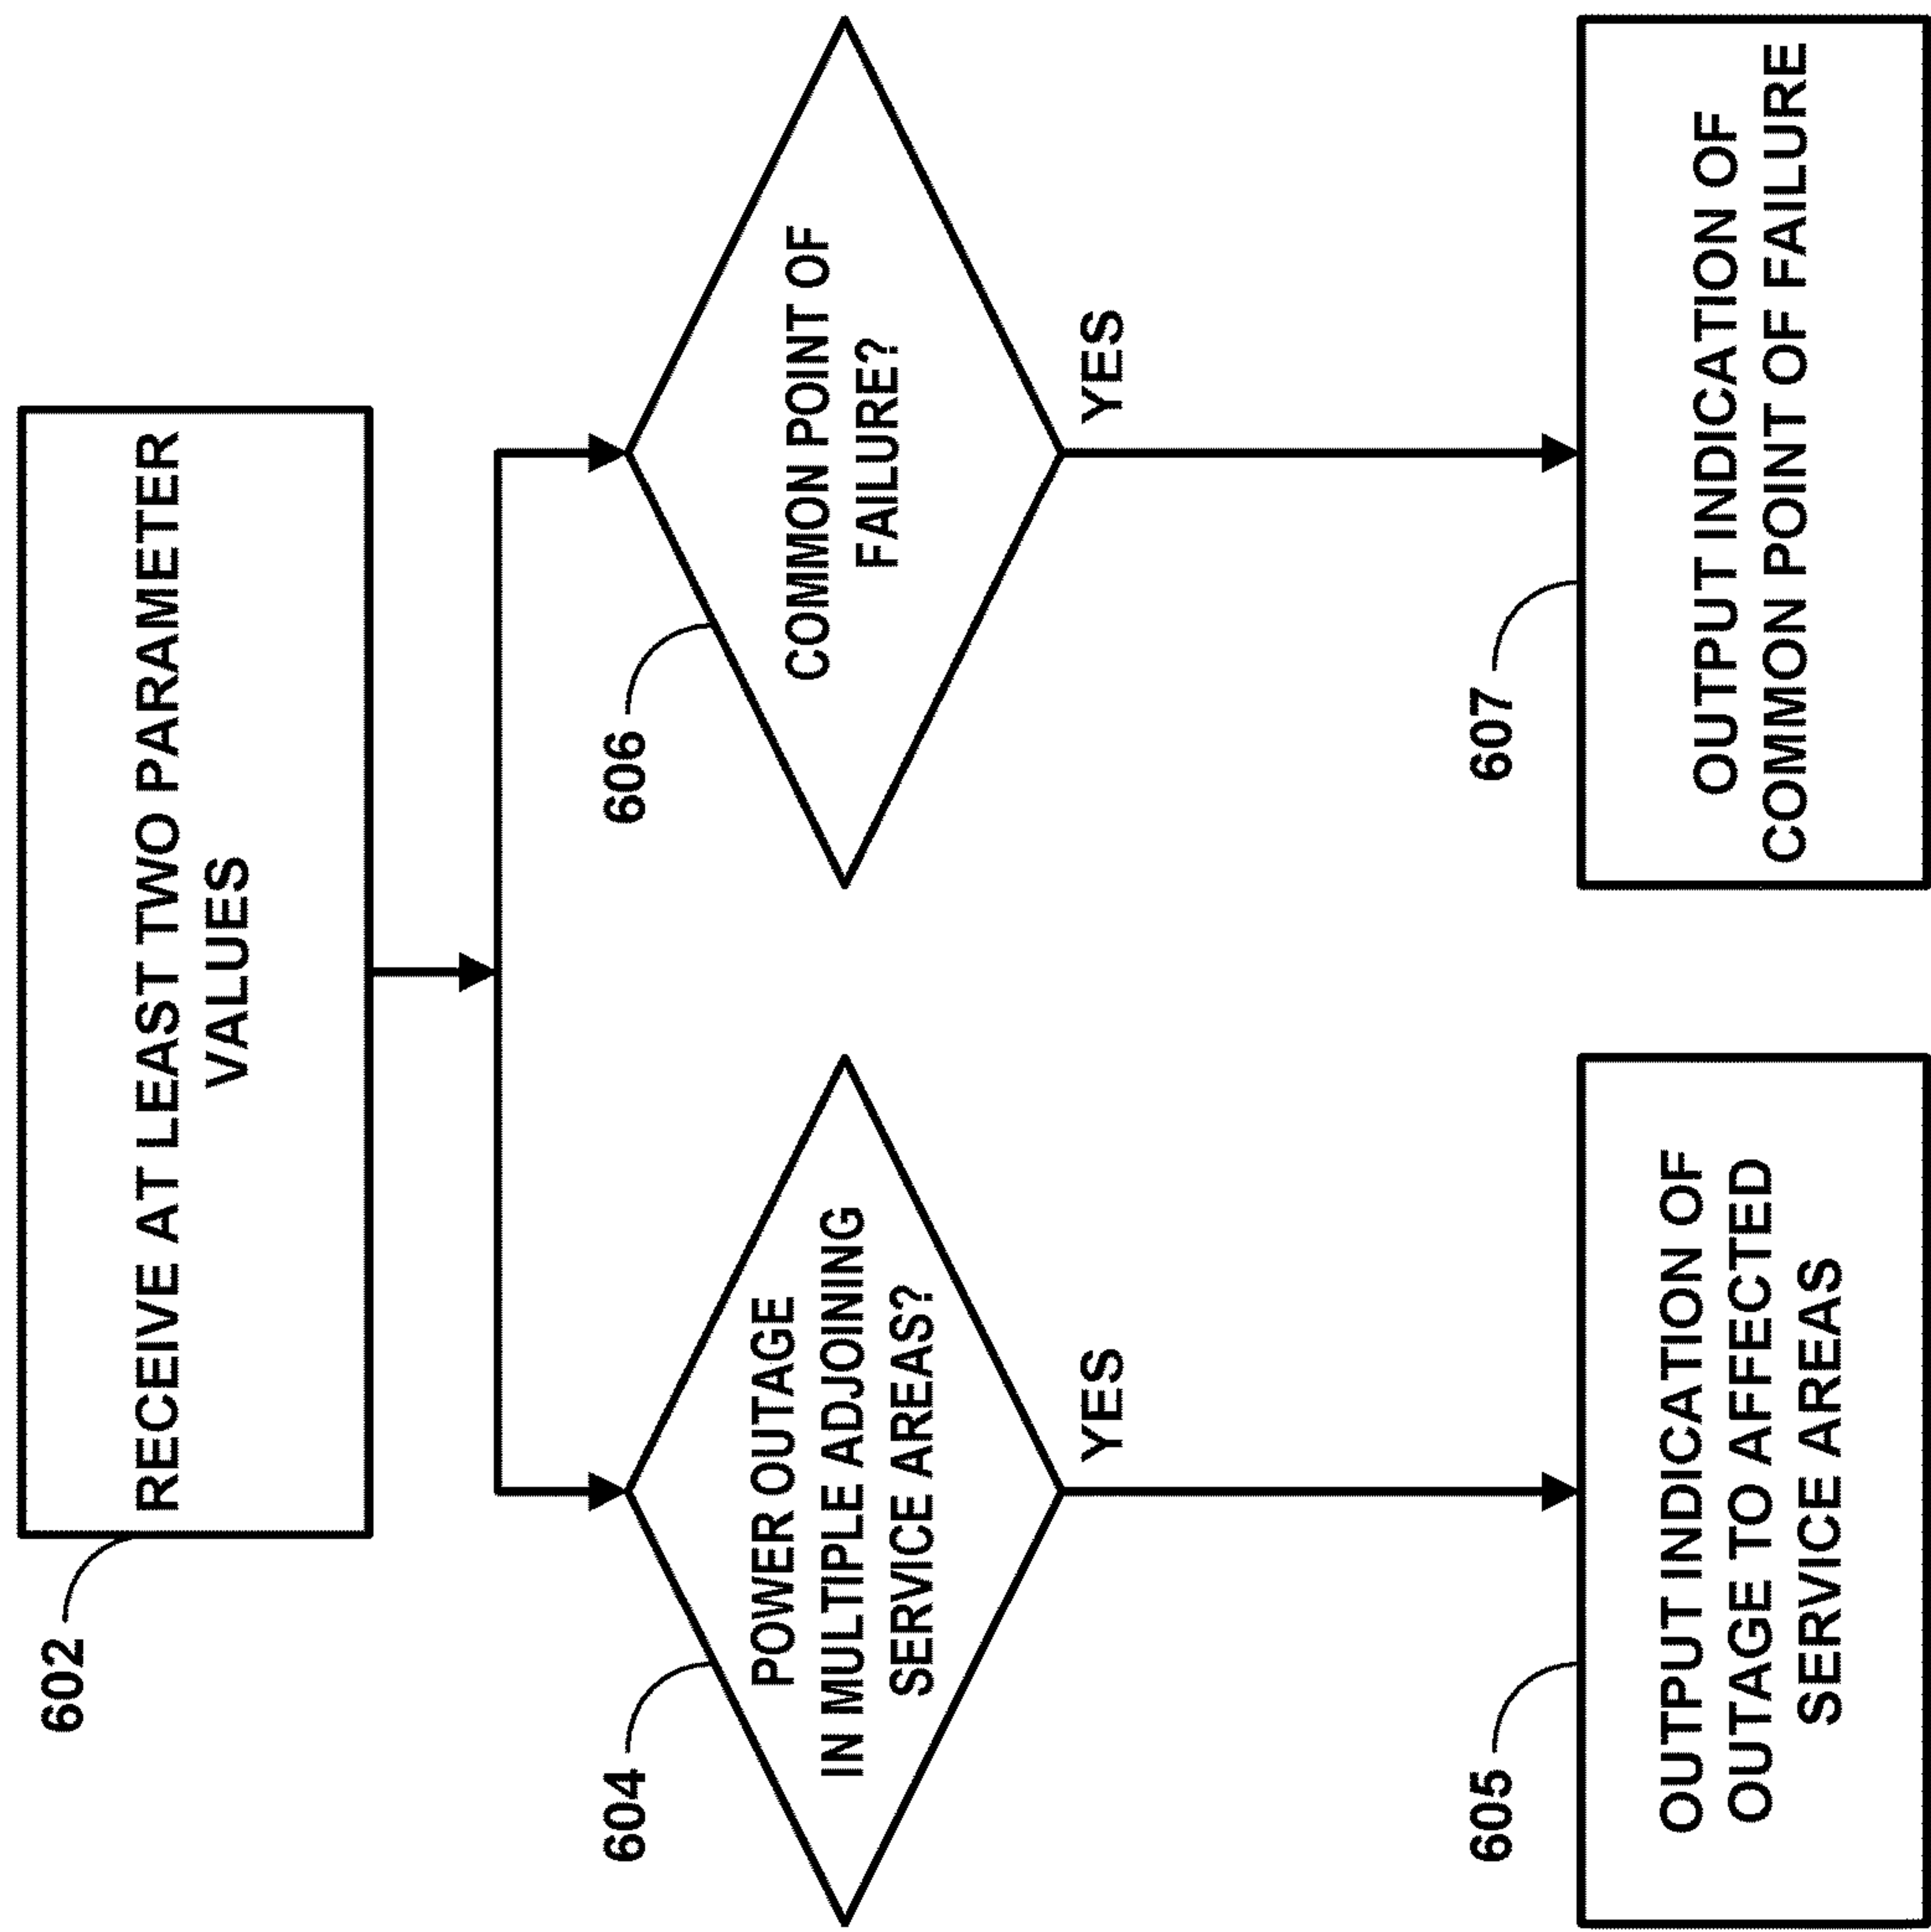 602
RECEIVE AT LEAST TWO PARAMETER
VALUES
604
POWER OUTAGE
IN MULTIPLE ADJOINING
SERVICE AREAS?
YES
606
COMMON POINT OF
FAILURE?
YES
605
OUTPUT INDICATION OF
OUTAGE TO AFFECTED
SERVICE AREAS
607
OUTPUT INDICATION OF
COMMON POINT OF FAILURE